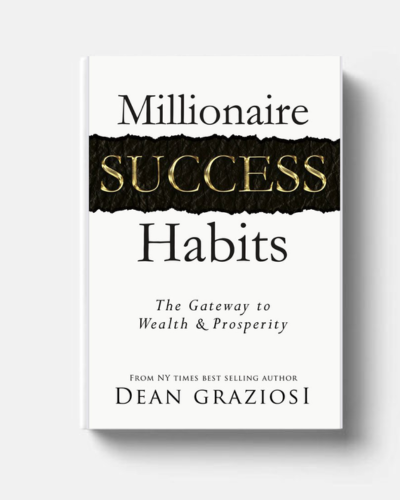 Millionaire
SUCCESS
Habits
The Gateway to
Wealth & Prosperity
FROM NY TIMES BEST SELLING AUTHOR
DEAN GRAZIOSI